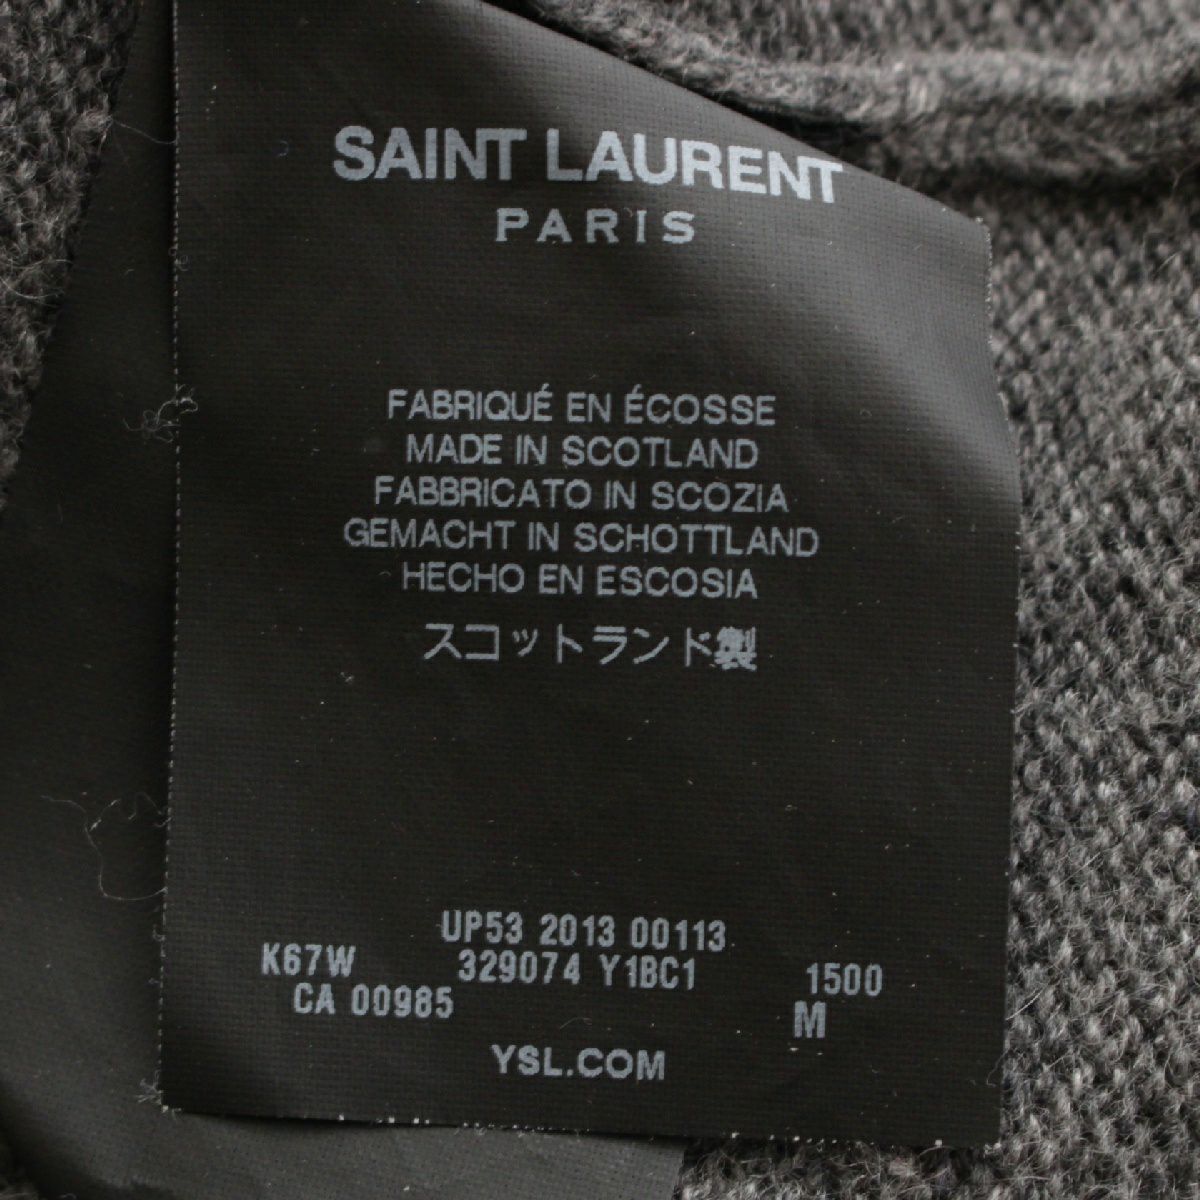 SAINT LAURENT
PARIS
FABRIQUÉ EN ÉCOSSE
MADE IN SCOTLAND
FABBRICATO IN SCOZIA
GEMACHT IN SCHOTTLAND
HECHO EN ESCOSIA
スコットランド製
UP53 2013 00113
K67W 329074 Y1BC1 1500
CA 00985 M
YSL.COM